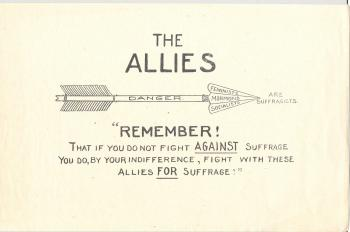 THE
ALLIES
DANGER
FEMINISTS
MORMONS
SOCIALISTS
ARE
SUFFRAGISTS
"REMEMBER!
THAT IF YOU DO NOT FIGHT AGAINST SUFFRAGE
YOU DO, BY YOUR INDIFFERENCE, FIGHT WITH THESE
ALLIES FOR SUFFRAGE!"